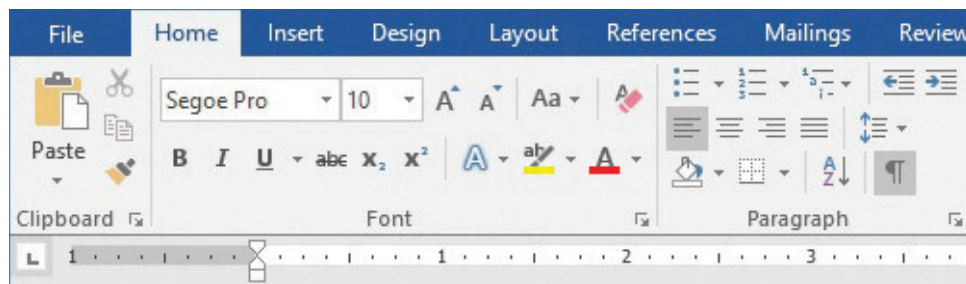 File Home Insert Design Layout References Mailings Review
Segoe Pro 10 A A Aa A
B I U abc x₂ x² A ab A A Z ¶
Paste
Clipboard Font Paragraph
L 1 1 2 3